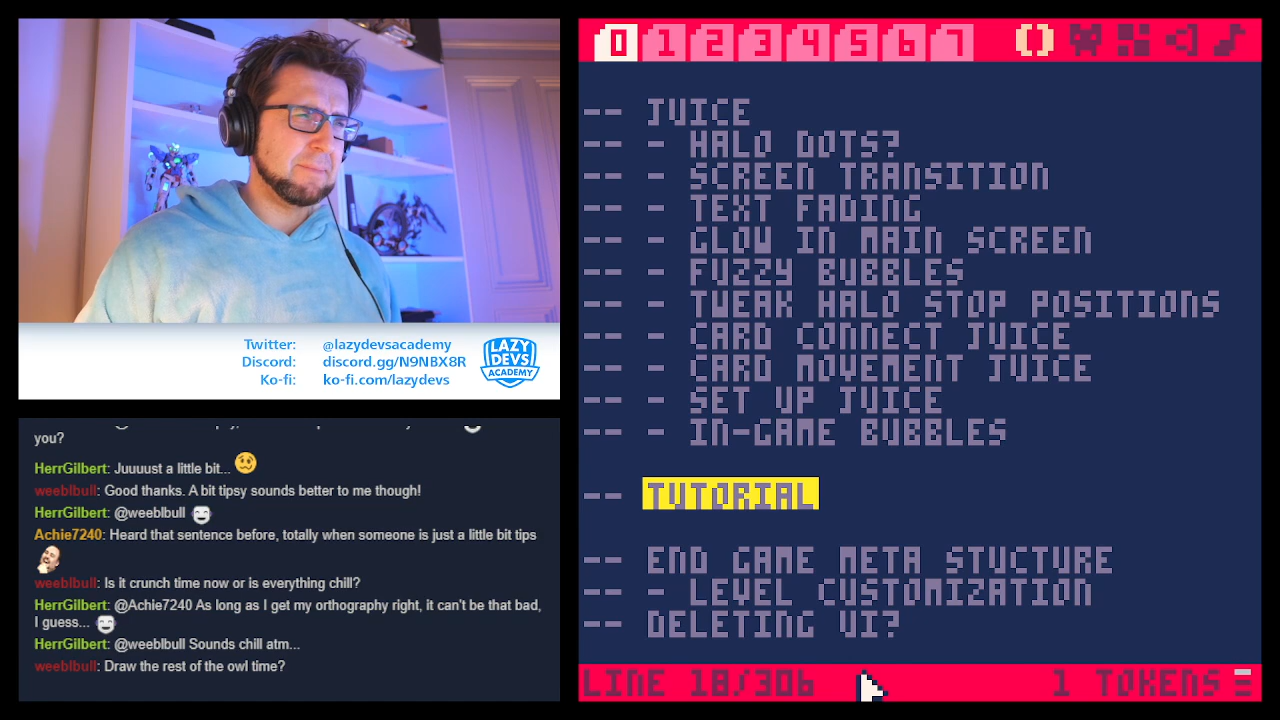 Twitter: @lazydevsacademy
Discord: discord.gg/N9NBX8R
Ko-fi: ko-fi.com/lazydevs
LAZY
DEVS
ACADEMY
you?
HerrGilbert: Juuuust a little bit...
weeblbull: Good thanks. A bit tipsy sounds better to me though!
HerrGilbert: @weeblbull
Achie7240: Heard that sentence before, totally when someone is just a little bit tips
weeblbull: Is it crunch time now or is everything chill?
HerrGilbert: @Achie7240 As long as I get my orthography right, it can't be that bad,
I guess...
HerrGilbert: @weeblbull Sounds chill atm...
weeblbull: Draw the rest of the owl time?
0 1 2 3 4 5 6 7 ()
-- JUICE
-- - HALO DOTS?
-- - SCREEN TRANSITION
-- - TEXT FADING
-- - GLOW IN MAIN SCREEN
-- - FUZZY BUBBLES
-- - TWEAK HALO STOP POSITIONS
-- - CARD CONNECT JUICE
-- - CARD MOVEMENT JUICE
-- - SET UP JUICE
-- - IN-GAME BUBBLES
-- TUTORIAL
-- END GAME META STUCTURE
-- - LEVEL CUSTOMIZATION
-- DELETING UI?
LINE 18/306 1 TOKENS